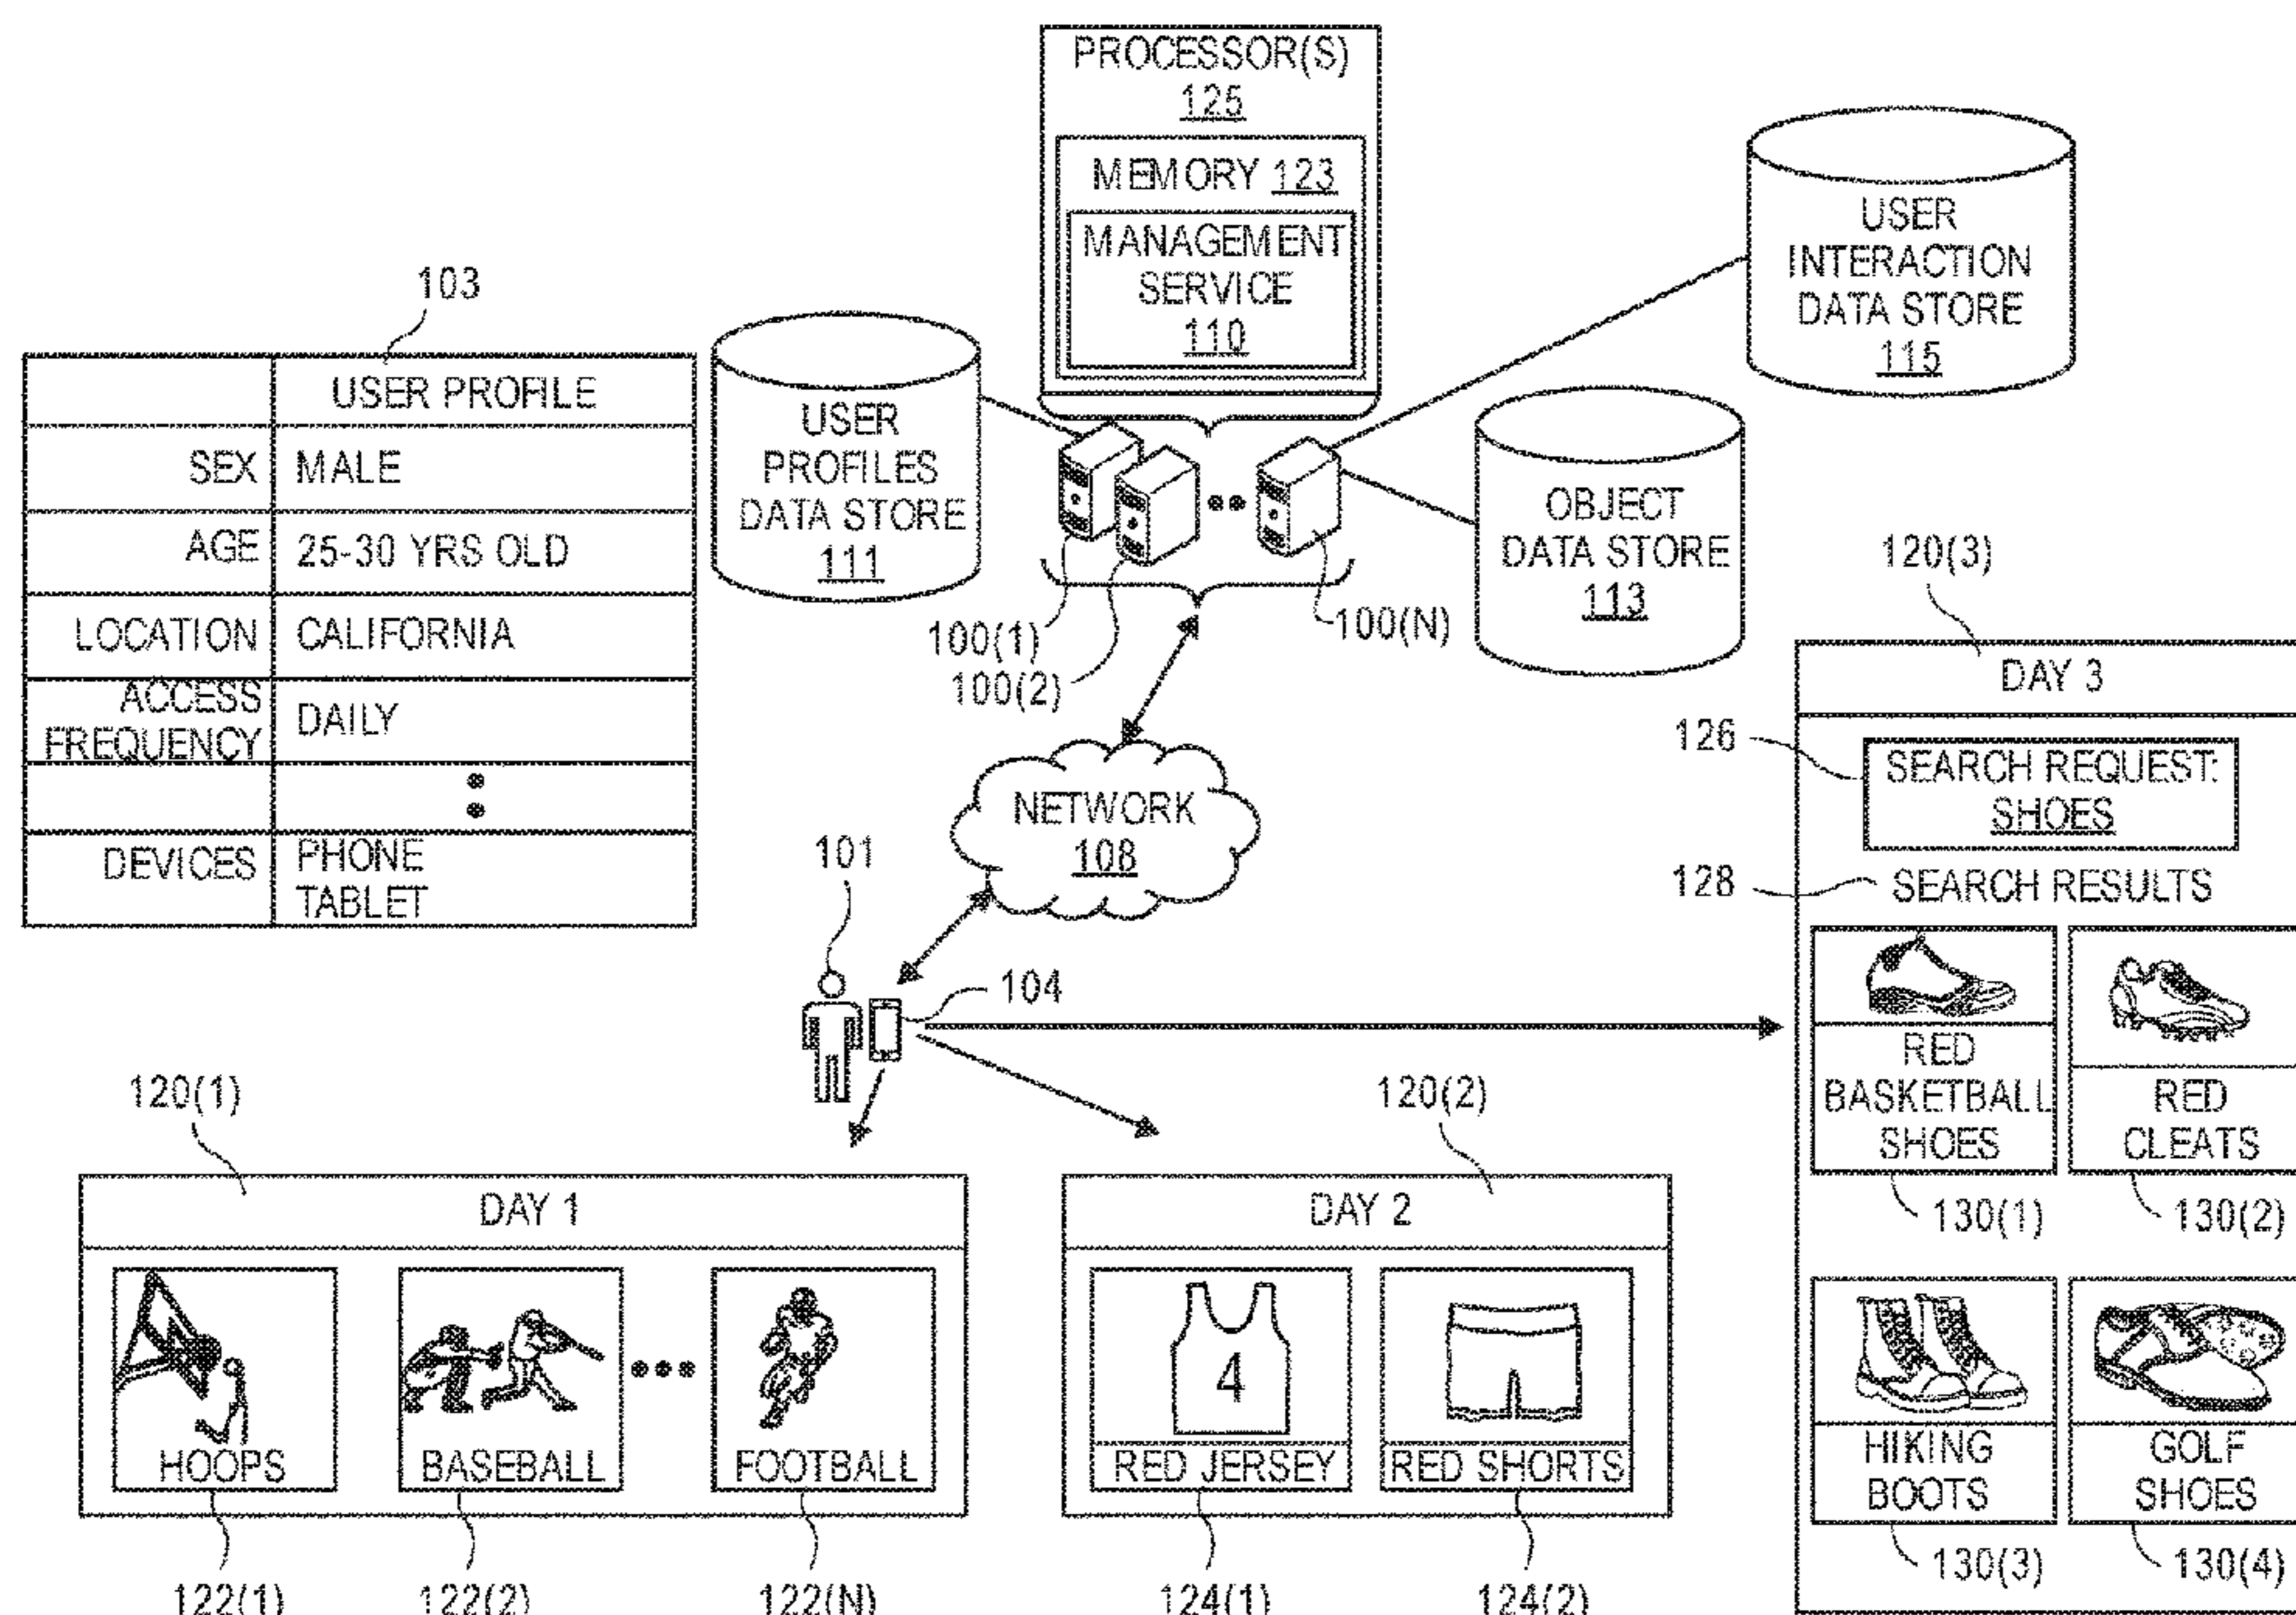 PROCESSOR(S)
125
MEMORY 123
MANAGEMENT
SERVICE
110
USER
INTERACTION
DATA STORE
115
103
USER PROFILE
SEX MALE
AGE 25-30 YRS OLD
LOCATION CALIFORNIA
ACCESS
FREQUENCY DAILY
DEVICES PHONE
TABLET
USER
PROFILES
DATA STORE
111
OBJECT
DATA STORE
113
100(1)
100(2)
100(N)
NETWORK
108
101
104
120(3)
DAY 3
126
SEARCH REQUEST:
SHOES
128
SEARCH RESULTS
RED
BASKETBALL
SHOES
130(1)
RED
CLEATS
130(2)
HIKING
BOOTS
130(3)
GOLF
SHOES
130(4)
120(1)
DAY 1
HOOPS
BASEBALL
FOOTBALL
122(1)
122(2)
122(N)
120(2)
DAY 2
4
RED JERSEY
RED SHORTS
124(1)
124(2)